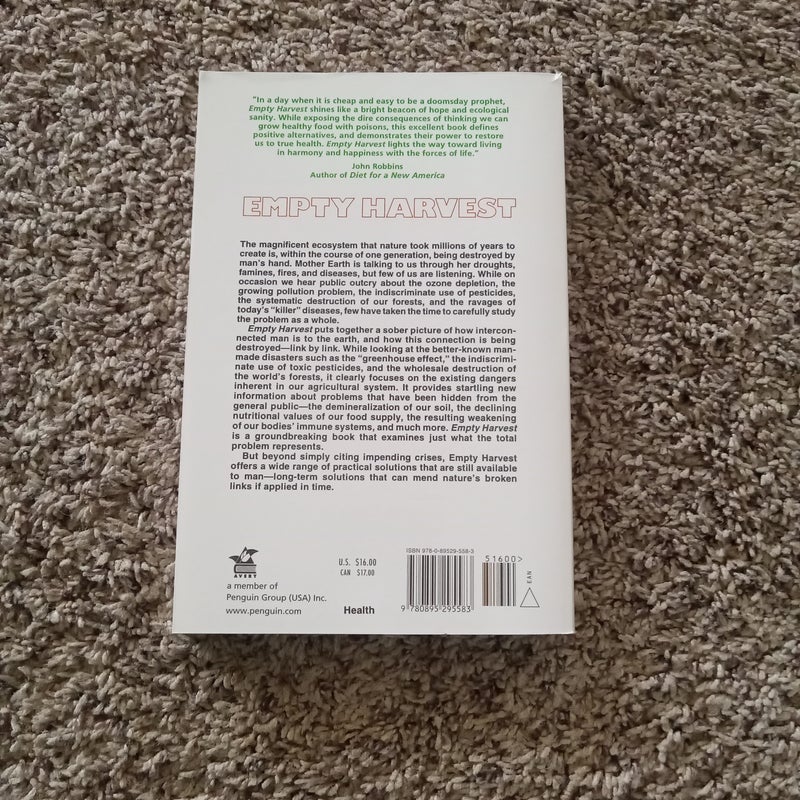 "In a day when it is cheap and easy to be a doomsday prophet,
Empty Harvest shines like a bright beacon of hope and ecological
sanity. While exposing the dire consequences of thinking we can
grow healthy food with poisons, this excellent book defines
positive alternatives, and demonstrates their power to restore
us to true health. Empty Harvest lights the way toward living
in harmony and happiness with the forces of life."
John Robbins
Author of Diet for a New America
EMPTY HARVEST
The magnificent ecosystem that nature took millions of years to
create is, within the course of one generation, being destroyed by
man's hand. Mother Earth is talking to us through her droughts,
famines, fires, and diseases, but few of us are listening. While on
occasion we hear public outcry about the ozone depletion, the
growing pollution problem, the indiscriminate use of pesticides,
the systematic destruction of our forests, and the ravages of
today's "killer" diseases, few have taken the time to carefully study
the problem as a whole.
Empty Harvest puts together a sober picture of how intercon-
nected man is to the earth, and how this connection is being
destroyed—link by link. While looking at the better-known man-
made disasters such as the "greenhouse effect," the indiscrimi-
nate use of toxic pesticides, and the wholesale destruction of
the world's forests, it clearly focuses on the existing dangers
inherent in our agricultural system. It provides startling new
information about problems that have been hidden from the
general public—the demineralization of our soil, the declining
nutritional values of our food supply, the resulting weakening
of our bodies' immune systems, and much more. Empty Harvest
is a groundbreaking book that examines just what the total
problem represents.
But beyond simply citing impending crises, Empty Harvest
offers a wide range of practical solutions that are still available
to man—long-term solutions that can mend nature's broken
links if applied in time.
AVERY
a member of
Penguin Group (USA) Inc.
www.penguin.com
U.S. $16.00
CAN $17.00
Health
ISBN 978-0-89529-558-3
9 780895 295583
51600>
EAN